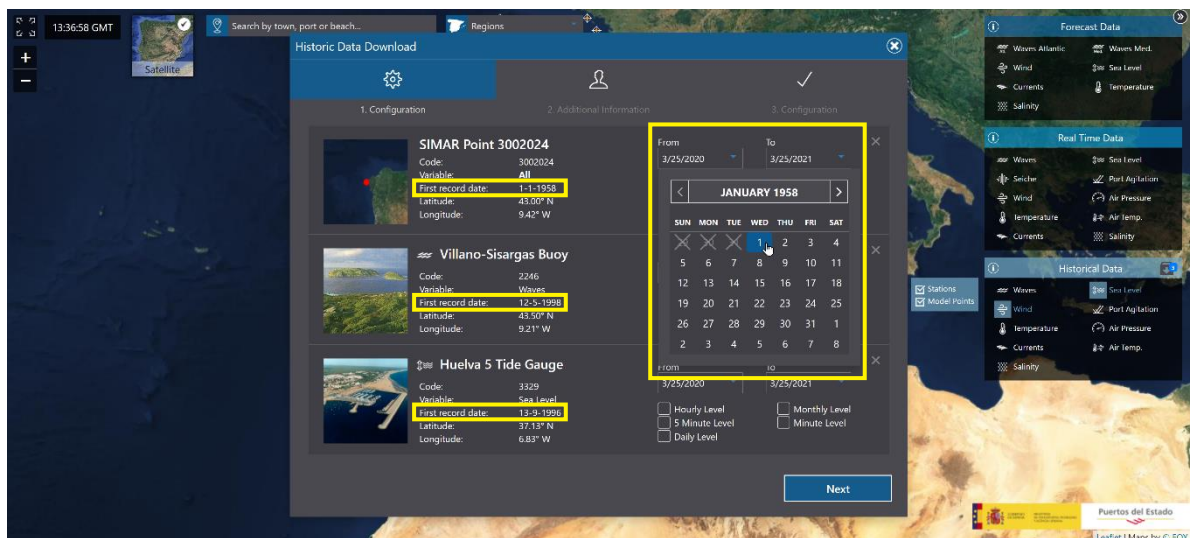 13:36:58 GMT
Satellite
Search by town, port or beach...
Regions
+
−
Historic Data Download
1. Configuration
2. Additional Information
3. Configuration
SIMAR Point 3002024
Code: 3002024
Variable: All
First record date: 1-1-1958
Latitude: 43.00° N
Longitude: 9.42° W
From To
3/25/2020 3/25/2021
JANUARY 1958
SUN MON TUE WED THU FRI SAT
1 2 3 4
5 6 7 8 9 10 11
12 13 14 15 16 17 18
19 20 21 22 23 24 25
26 27 28 29 30 31 1
2 3 4 5 6 7 8
Villano-Sisargas Buoy
Code: 2246
Variable: Waves
First record date: 12-5-1998
Latitude: 43.50° N
Longitude: 9.21° W
Huelva 5 Tide Gauge
Code: 3329
Variable: Sea Level
First record date: 13-9-1996
Latitude: 37.13° N
Longitude: 6.83° W
From To
3/25/2020 3/25/2021
Hourly Level Monthly Level
5 Minute Level Minute Level
Daily Level
Next
Forecast Data
Waves Atlantic Waves Med.
Wind Sea Level
Currents Temperature
Salinity
Real Time Data
Waves Sea Level
Seiche Port Agitation
Wind Air Pressure
Temperature Air Temp.
Currents Salinity
Historical Data
Waves Sea Level
Wind Port Agitation
Temperature Air Pressure
Currents Air Temp.
Salinity
Stations
Model Points
Puertos del Estado
Leaflet | Maps by © EOX